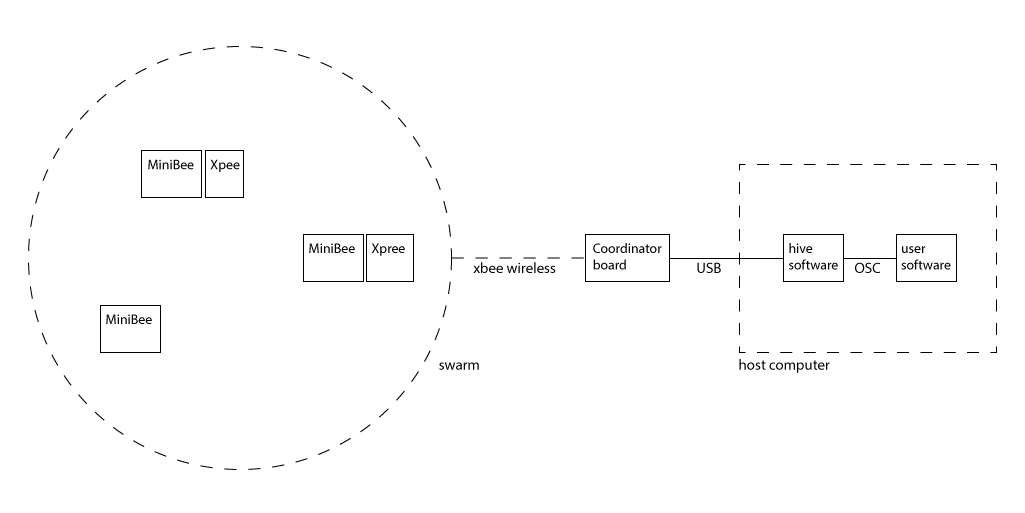 MiniBee
Xpee
MiniBee
Xpree
MiniBee
swarm
xbee wireless
Coordinator
board
USB
hive
software
OSC
user
software
host computer